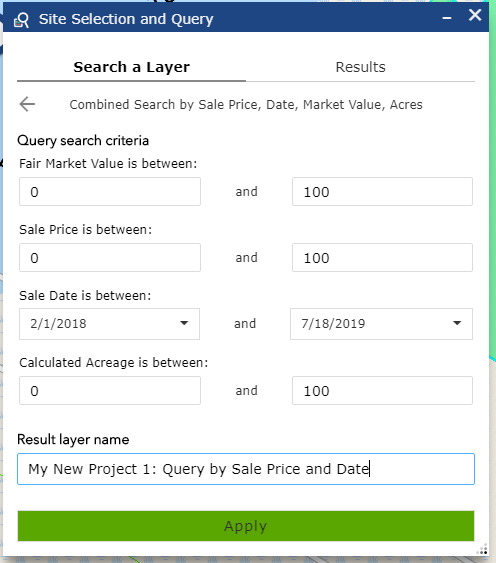 Site Selection and Query
Search a Layer Results
Combined Search by Sale Price, Date, Market Value, Acres
Query search criteria
Fair Market Value is between:
0 and 100
Sale Price is between:
0 and 100
Sale Date is between:
2/1/2018 and 7/18/2019
Calculated Acreage is between:
0 and 100
Result layer name
My New Project 1: Query by Sale Price and Date
Apply